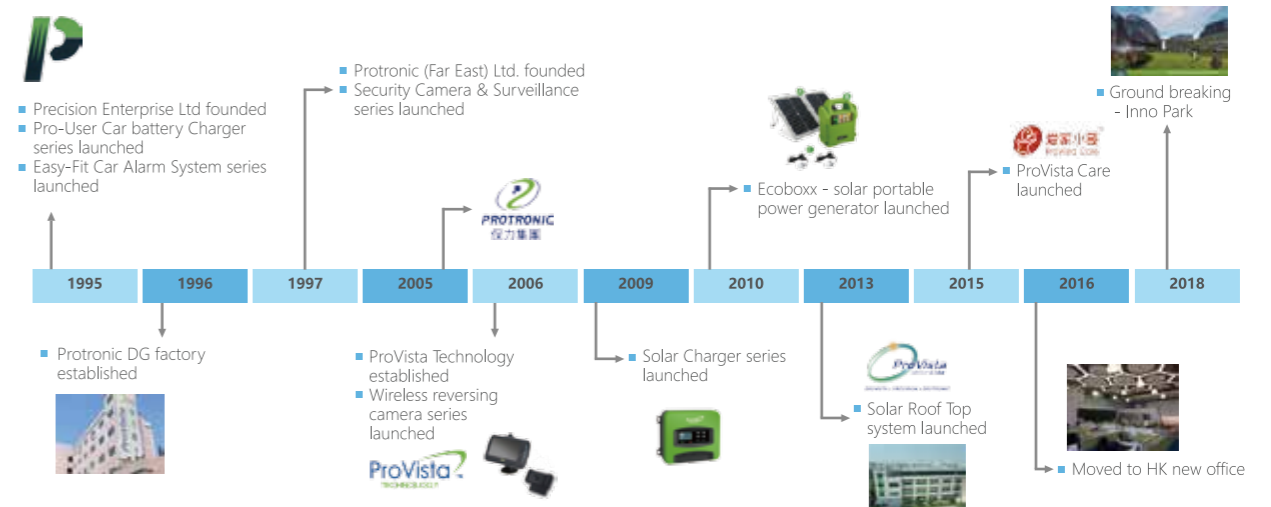 Precision Enterprise Ltd founded
Pro-User Car battery Charger
series launched
Easy-Fit Car Alarm System series
launched
Protronic (Far East) Ltd. founded
Security Camera & Surveillance
series launched
PROTRONIC
保力集團
Ecoboxx - solar portable
power generator launched
ProVista Care
ProVista Care
launched
Ground breaking
- Inno Park
1995
1996
1997
2005
2006
2009
2010
2013
2015
2016
2018
Protronic DG factory
established
ProVista Technology
established
Wireless reversing
camera series
launched
ProVista
TECHNOLOGY
Solar Charger series
launched
ProVista
Solar Roof Top
system launched
Moved to HK new office